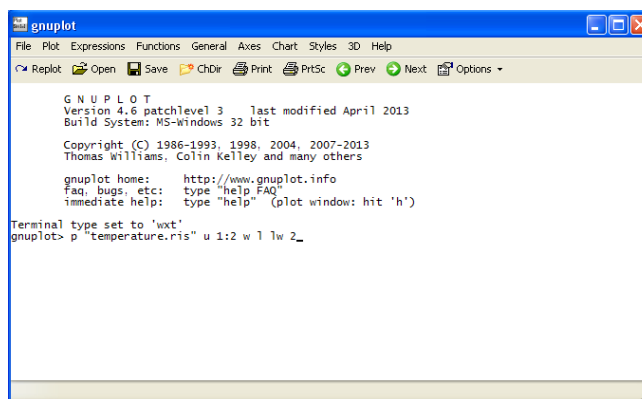 gnuplot
File Plot Expressions Functions General Axes Chart Styles 3D Help
Replot Open Save ChDir Print PrtSc Prev Next Options
G N U P L O T
Version 4.6 patchlevel 3    last modified April 2013
Build System: MS-Windows 32 bit
Copyright (C) 1986-1993, 1998, 2004, 2007-2013
Thomas Williams, Colin Kelley and many others
gnuplot home:     http://www.gnuplot.info
faq, bugs, etc:   type "help FAQ"
immediate help:   type "help"  (plot window: hit 'h')
Terminal type set to 'wxt'
gnuplot> p "temperature.ris" u 1:2 w l lw 2_